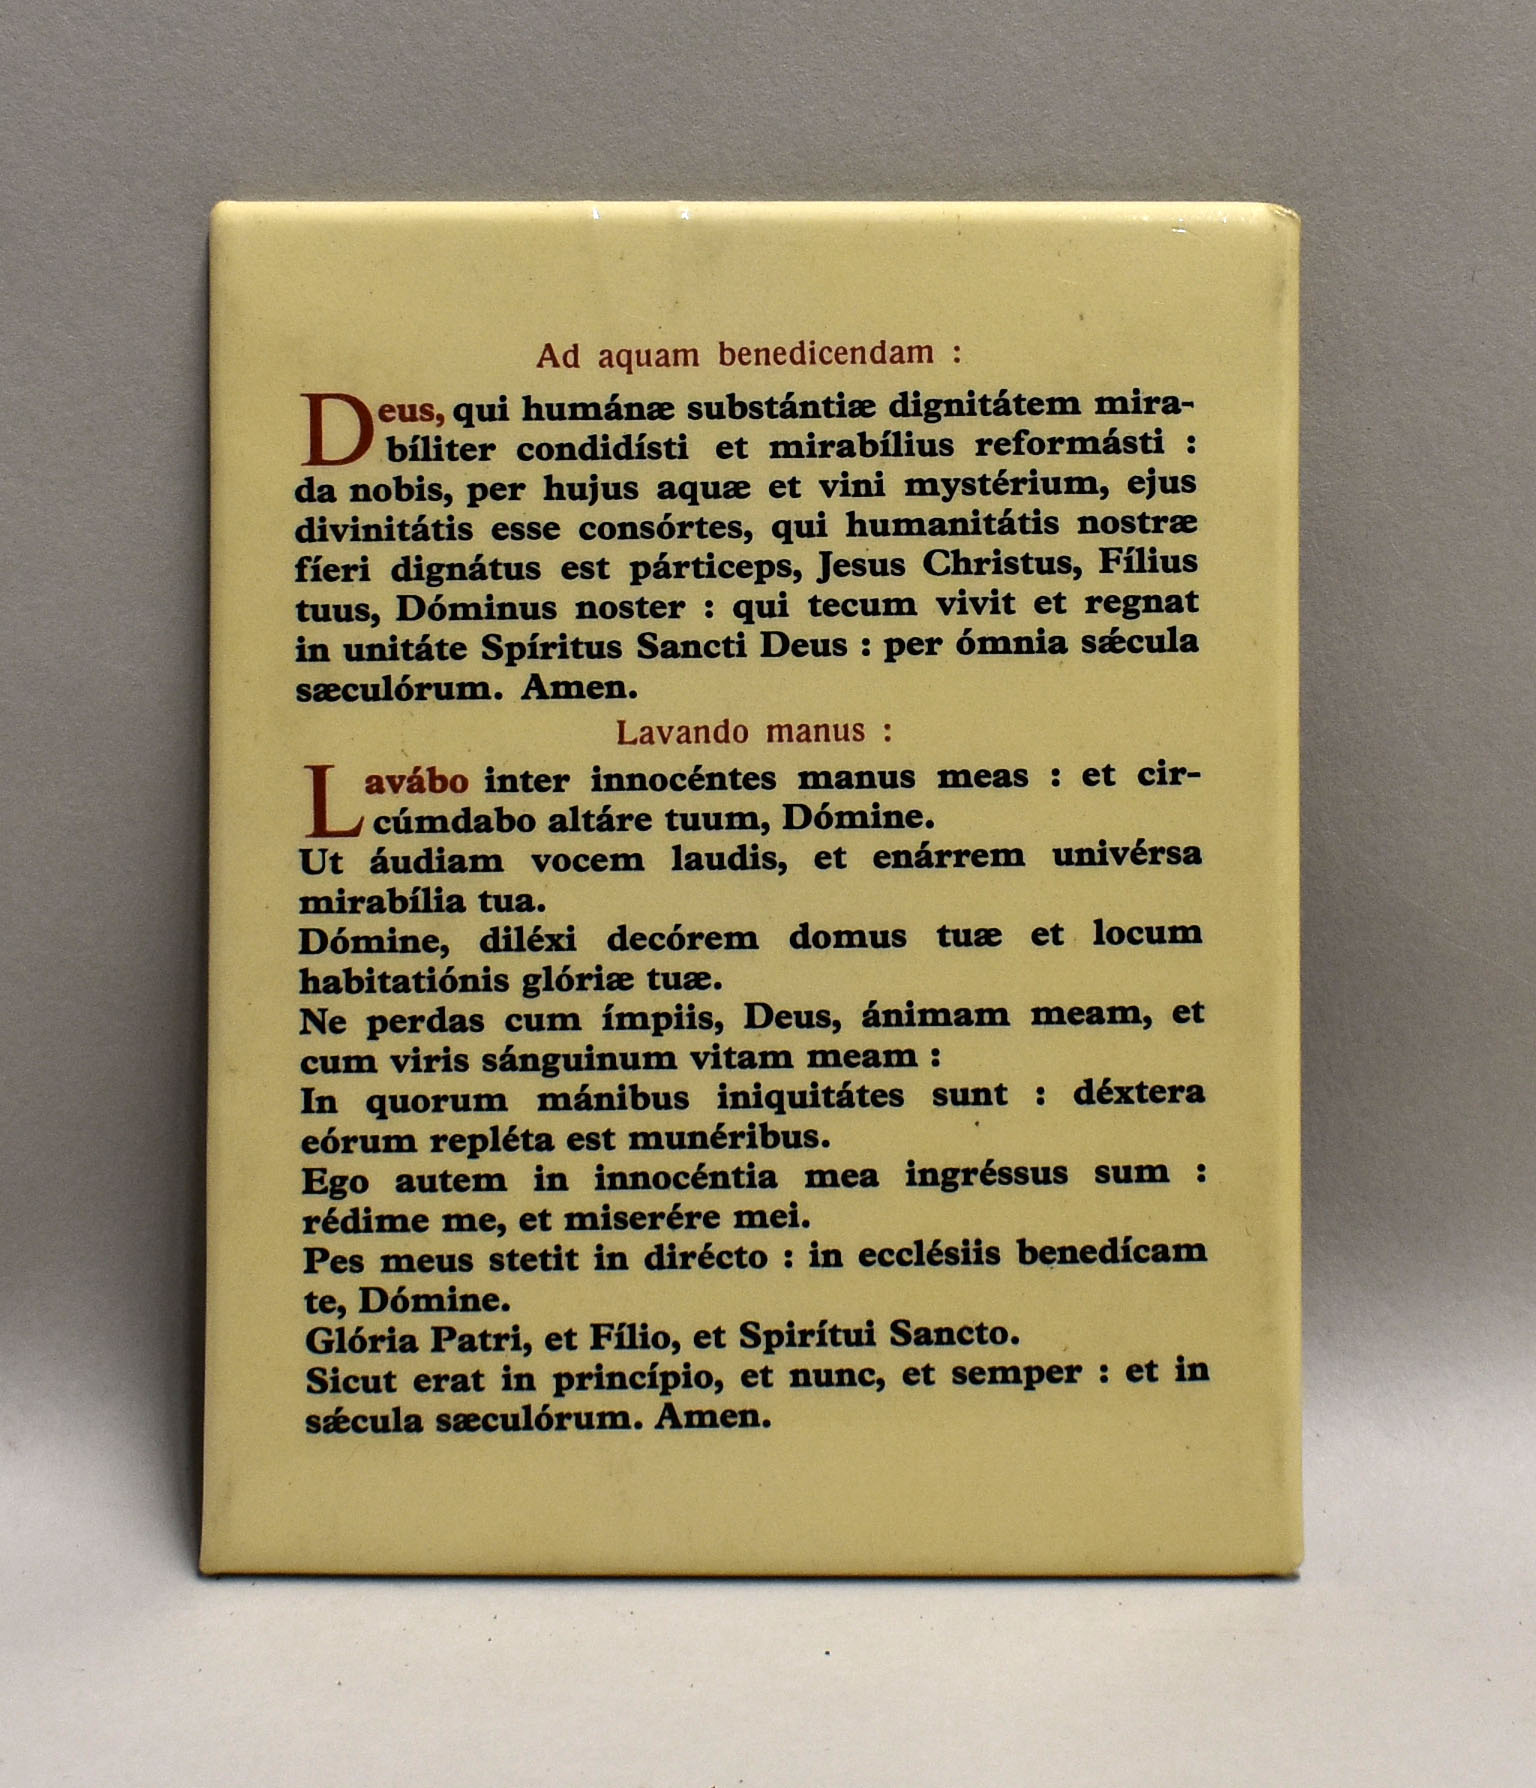 Ad aquam benedicendam :
Deus, qui humánæ substántiæ dignitátem mira-
bíliter condidísti et mirabílius reformásti :
da nobis, per hujus aquæ et vini mystérium, ejus
divinitátis esse consórtes, qui humanitátis nostræ
fíeri dignátus est párticeps, Jesus Christus, Fílius
tuus, Dóminus noster : qui tecum vivit et regnat
in unitáte Spíritus Sancti Deus : per ómnia sǽcula
sæculórum. Amen.
Lavando manus :
Lavábo inter innocéntes manus meas : et cir-
cúmdabo altáre tuum, Dómine.
Ut áudiam vocem laudis, et enárrem univérsa
mirabília tua.
Dómine, diléxi decórem domus tuæ et locum
habitatiónis glóriæ tuæ.
Ne perdas cum ímpiis, Deus, ánimam meam, et
cum viris sánguinum vitam meam :
In quorum mánibus iniquitátes sunt : déxtera
eórum repléta est munéribus.
Ego autem in innocéntia mea ingréssus sum :
rédime me, et miserére mei.
Pes meus stetit in dirécto : in ecclésiis benedícam
te, Dómine.
Glória Patri, et Fílio, et Spirítui Sancto.
Sicut erat in princípio, et nunc, et semper : et in
sǽcula sæculórum. Amen.